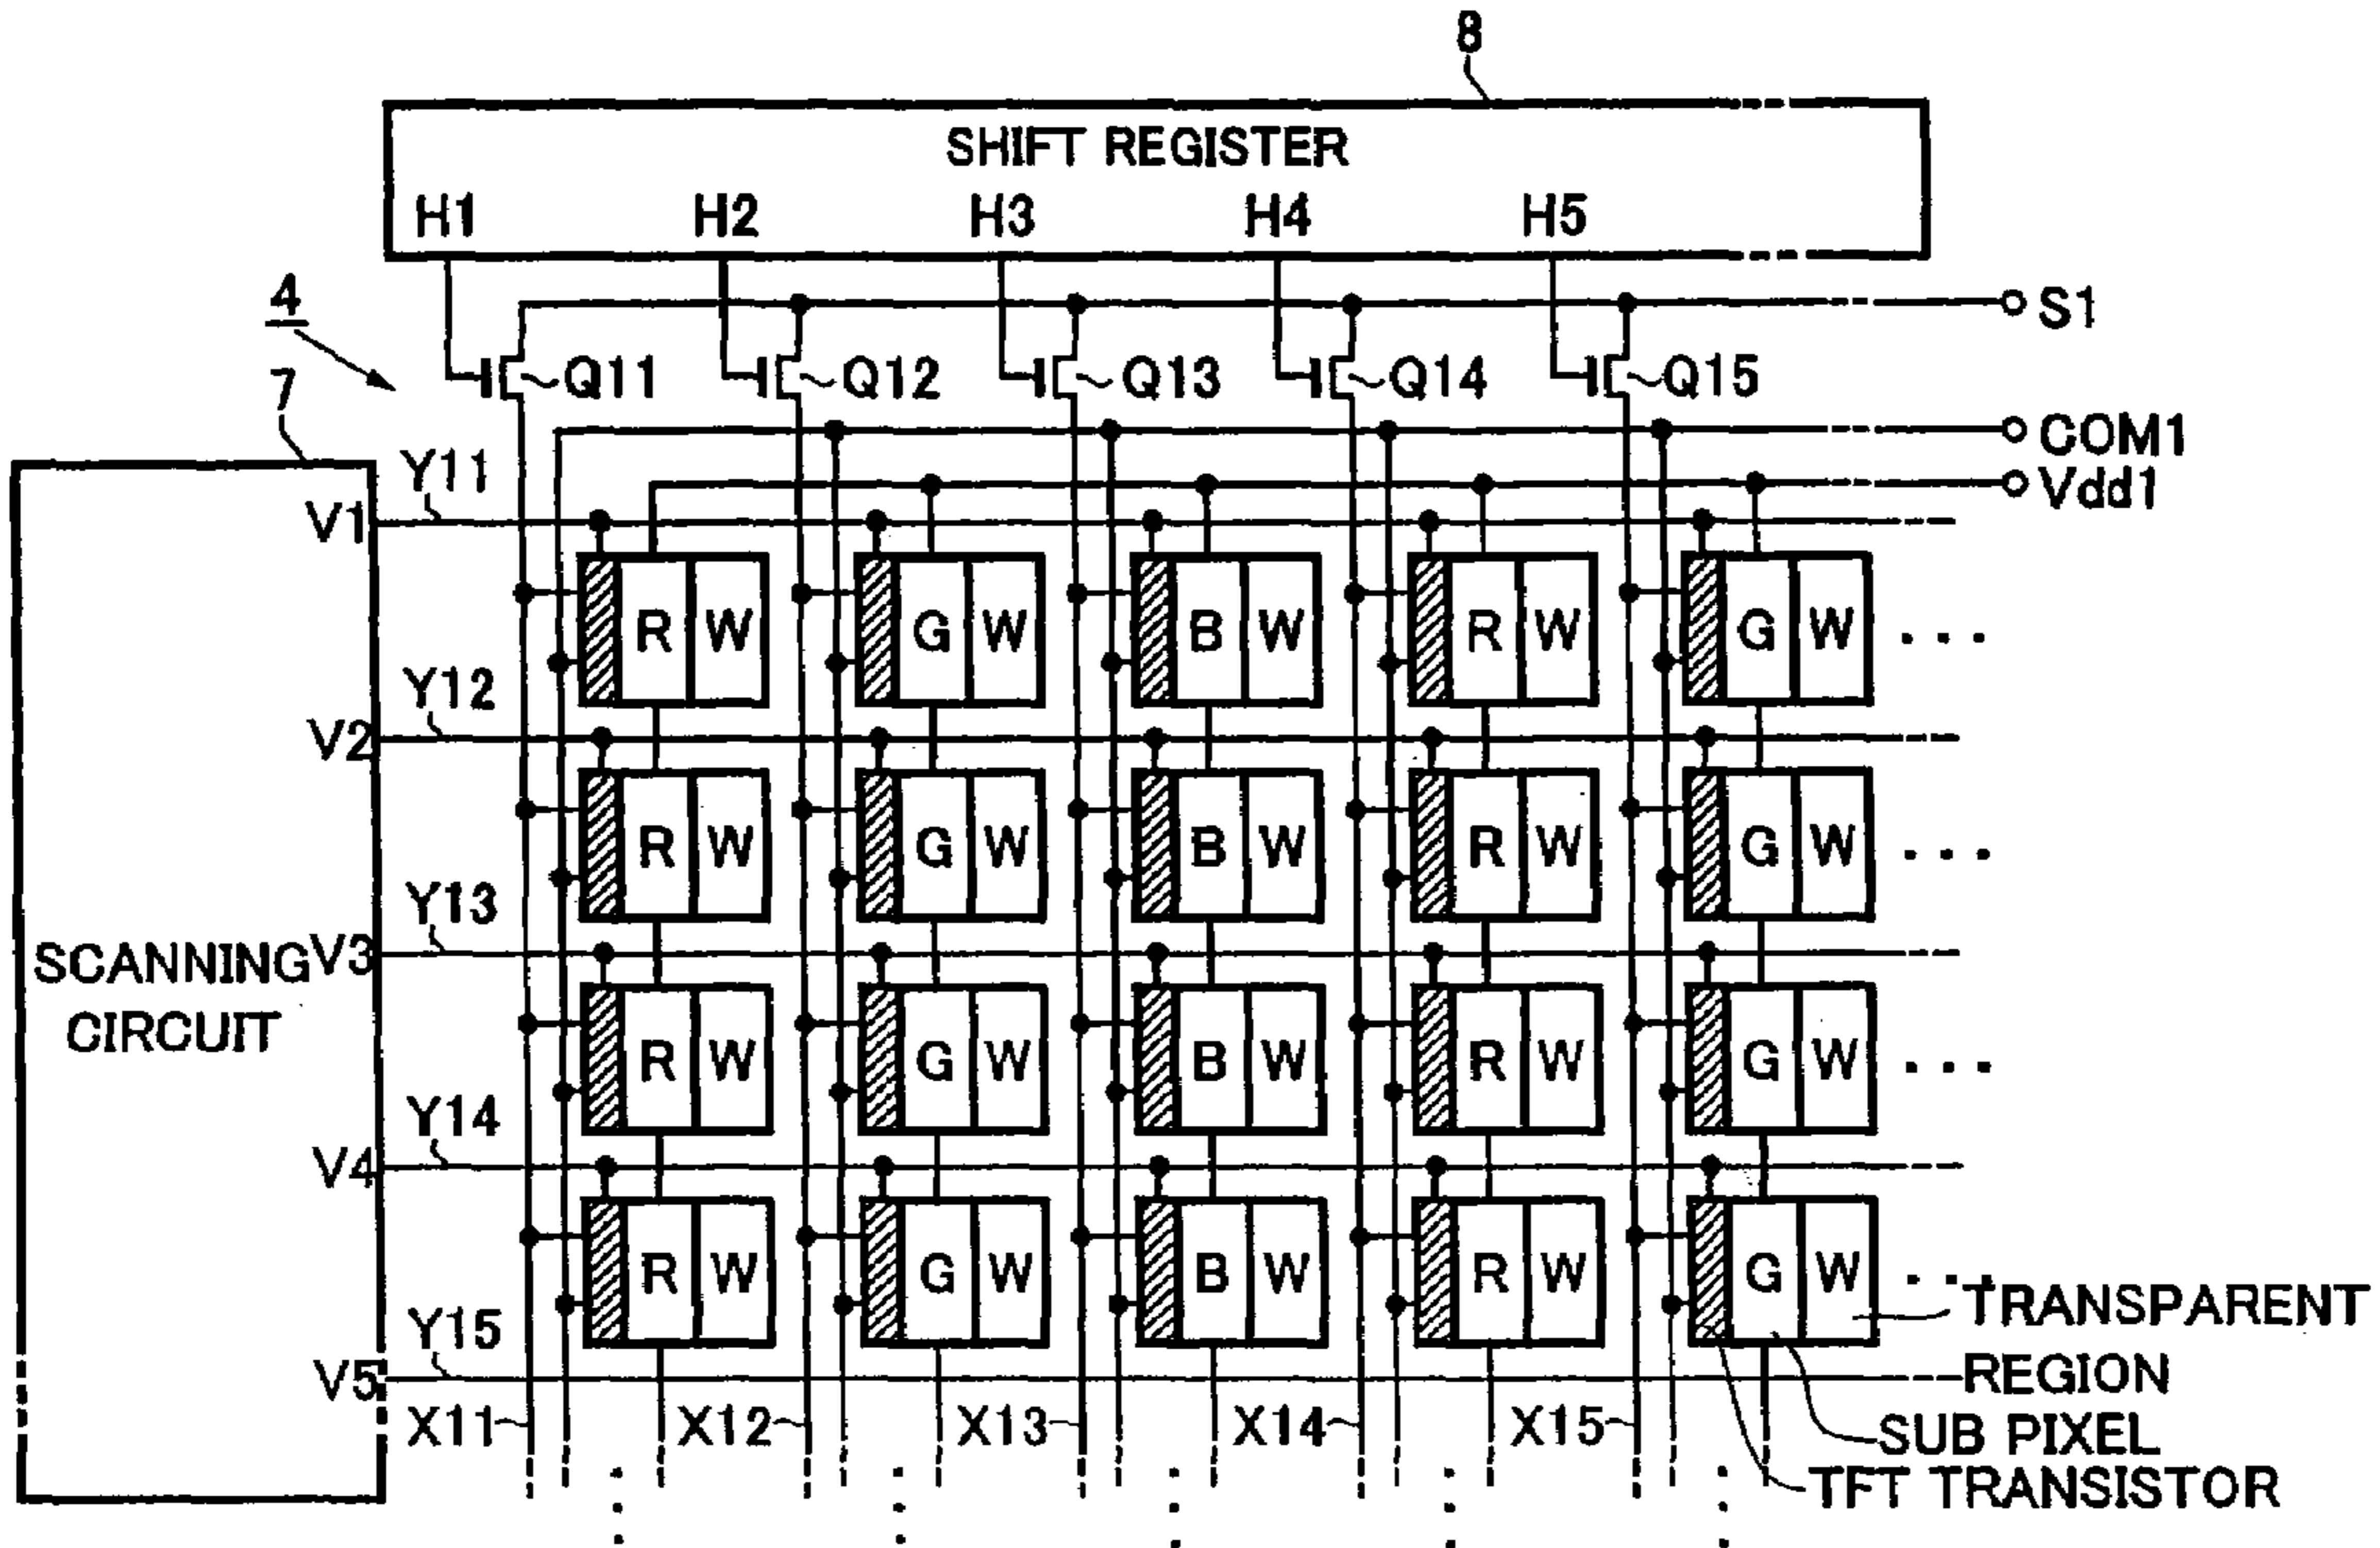 8
SHIFT REGISTER
H1 H2 H3 H4 H5
4
S1
Q11 Q12 Q13 Q14 Q15
7
COM1
Y11
Vdd1
V1
R W G W B W R W G W ...
Y12
V2
R W G W B W R W G W ...
Y13
SCANNING V3
CIRCUIT
R W G W B W R W G W ...
Y14
V4
R W G W B W R W G W ...
TRANSPARENT
REGION
Y15
V5
X11 X12 X13 X14 X15
SUB PIXEL
TFT TRANSISTOR